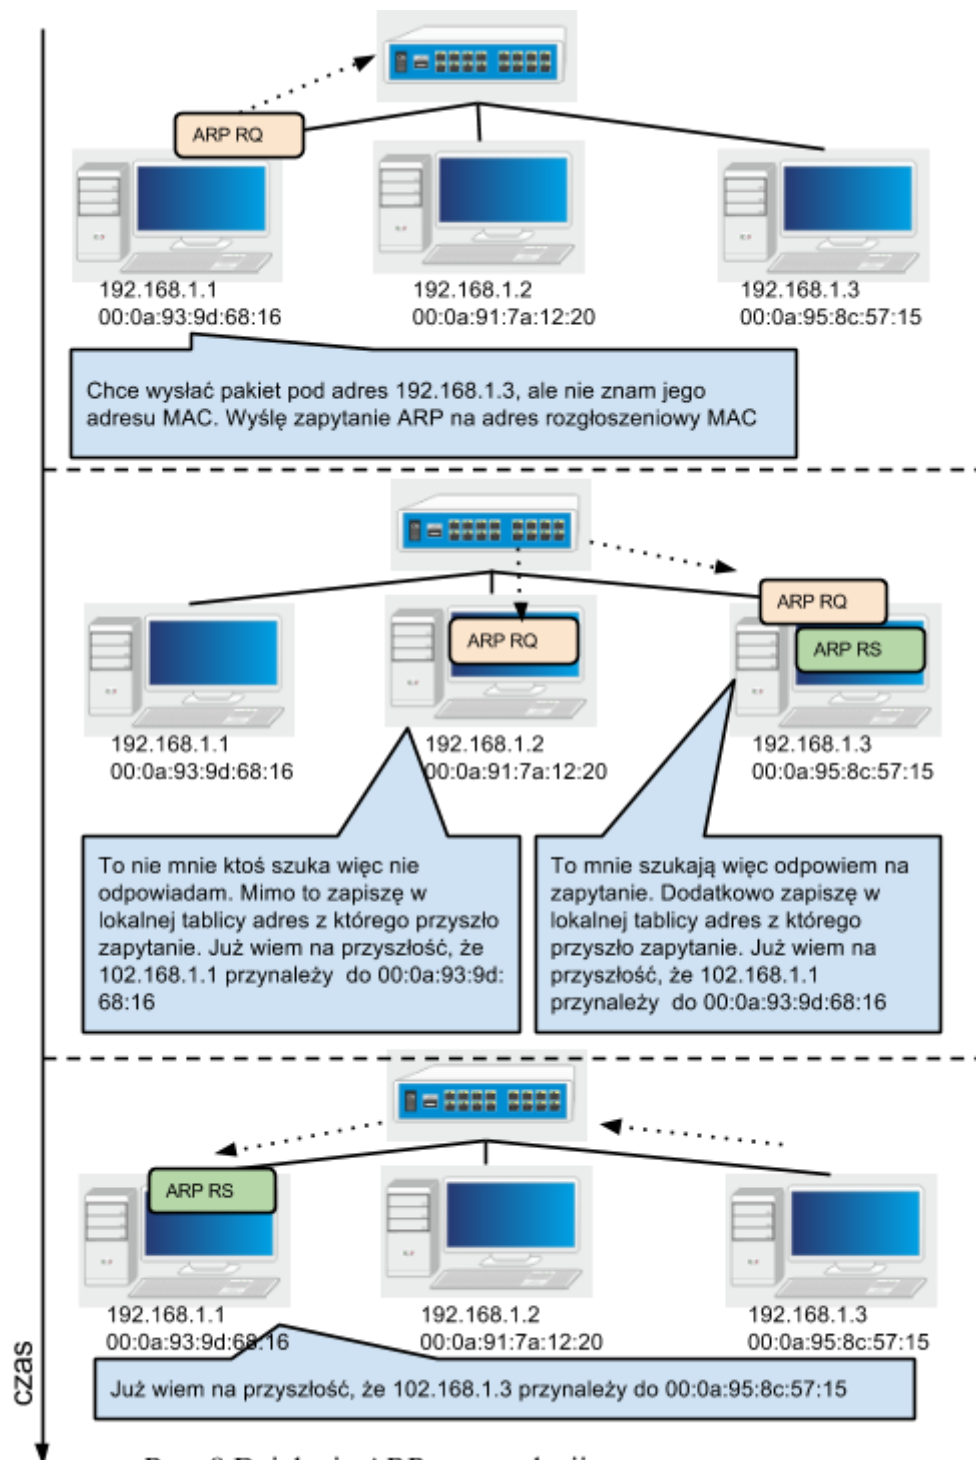 ARP RQ
192.168.1.1
00:0a:93:9d:68:16
192.168.1.2
00:0a:91:7a:12:20
192.168.1.3
00:0a:95:8c:57:15
Chce wysłać pakiet pod adres 192.168.1.3, ale nie znam jego
adresu MAC. Wyślę zapytanie ARP na adres rozgłoszeniowy MAC
ARP RQ
ARP RQ
ARP RS
192.168.1.1
00:0a:93:9d:68:16
192.168.1.2
00:0a:91:7a:12:20
192.168.1.3
00:0a:95:8c:57:15
To nie mnie ktoś szuka więc nie
odpowiadam. Mimo to zapiszę w
lokalnej tablicy adres z którego przyszło
zapytanie. Już wiem na przyszłość, że
102.168.1.1 przynależy do 00:0a:93:9d:
68:16
To mnie szukają więc odpowiem na
zapytanie. Dodatkowo zapiszę w
lokalnej tablicy adres z którego
przyszło zapytanie. Już wiem na
przyszłość, że 102.168.1.1
przynależy do 00:0a:93:9d:68:16
ARP RS
192.168.1.1
00:0a:93:9d:68:16
192.168.1.2
00:0a:91:7a:12:20
192.168.1.3
00:0a:95:8c:57:15
Już wiem na przyszłość, że 102.168.1.3 przynależy do 00:0a:95:8c:57:15
czas